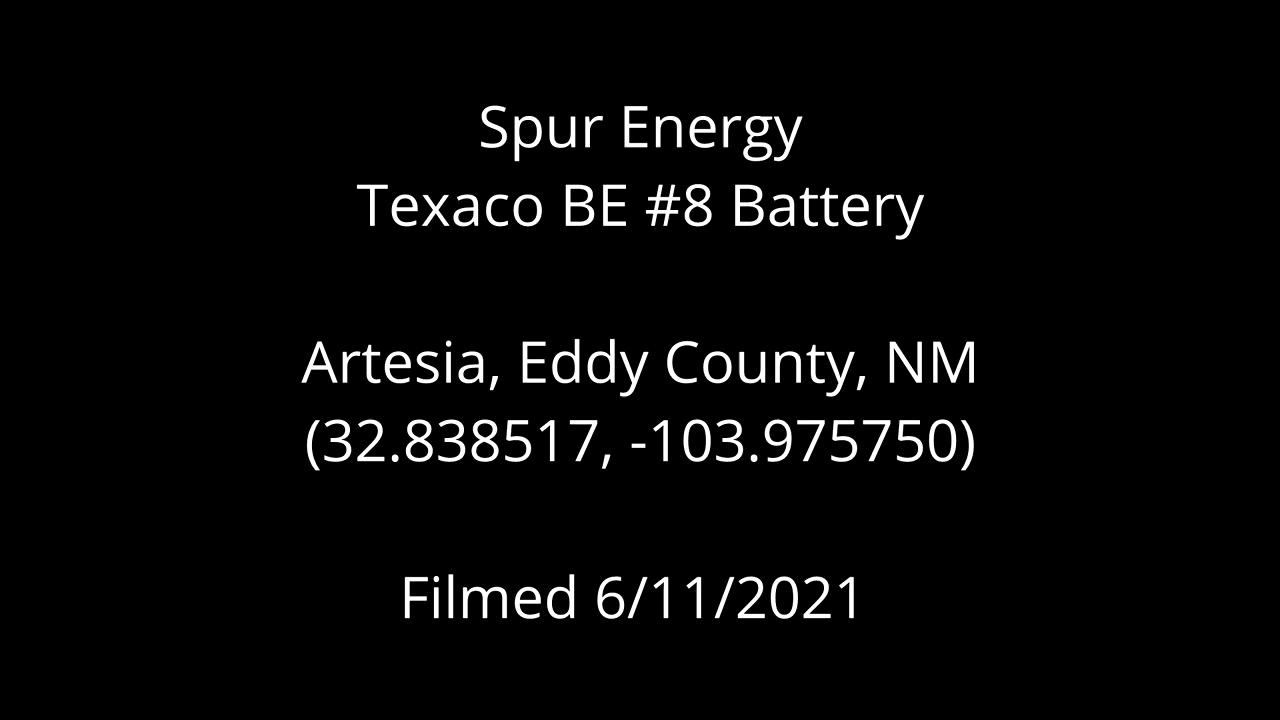 Spur Energy
Texaco BE #8 Battery
Artesia, Eddy County, NM
(32.838517, -103.975750)
Filmed 6/11/2021